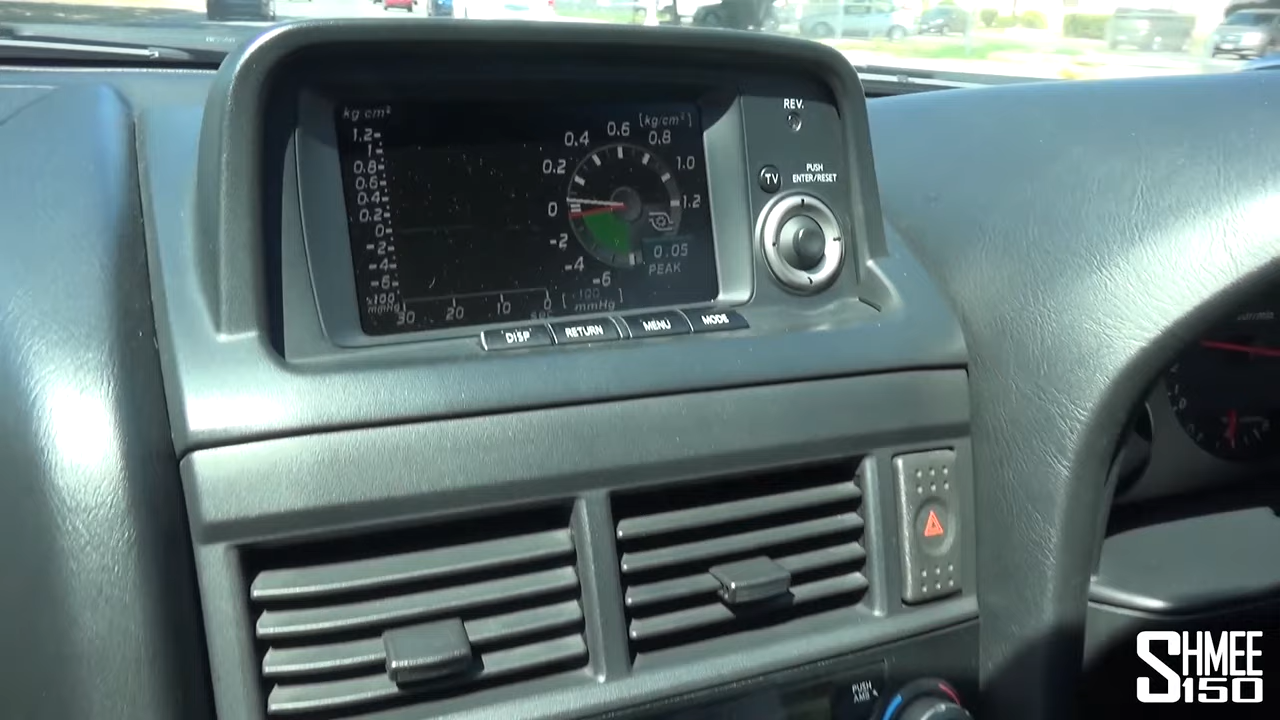 kg cm²
1.2
1
0.8
0.6
0.4
0.2
0
-2
-4
-6
×100
mmHg
30 20 10 0
sec
[kg/cm²]
0 0.2 0.4 0.6 0.8 1.0 1.2
-2
-4
-6
[×100
mmHg]
0.05
PEAK
REV.
TV
PUSH
ENTER/RESET
DISP RETURN MENU MODE
PUSH
AMB
SHMEE
150